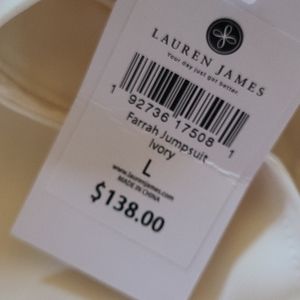 LAUREN JAMES
Your day just got better
1 92736 17508 1
Farrah Jumpsuit
Ivory
L
www.laurenjames.com
MADE IN CHINA
$138.00